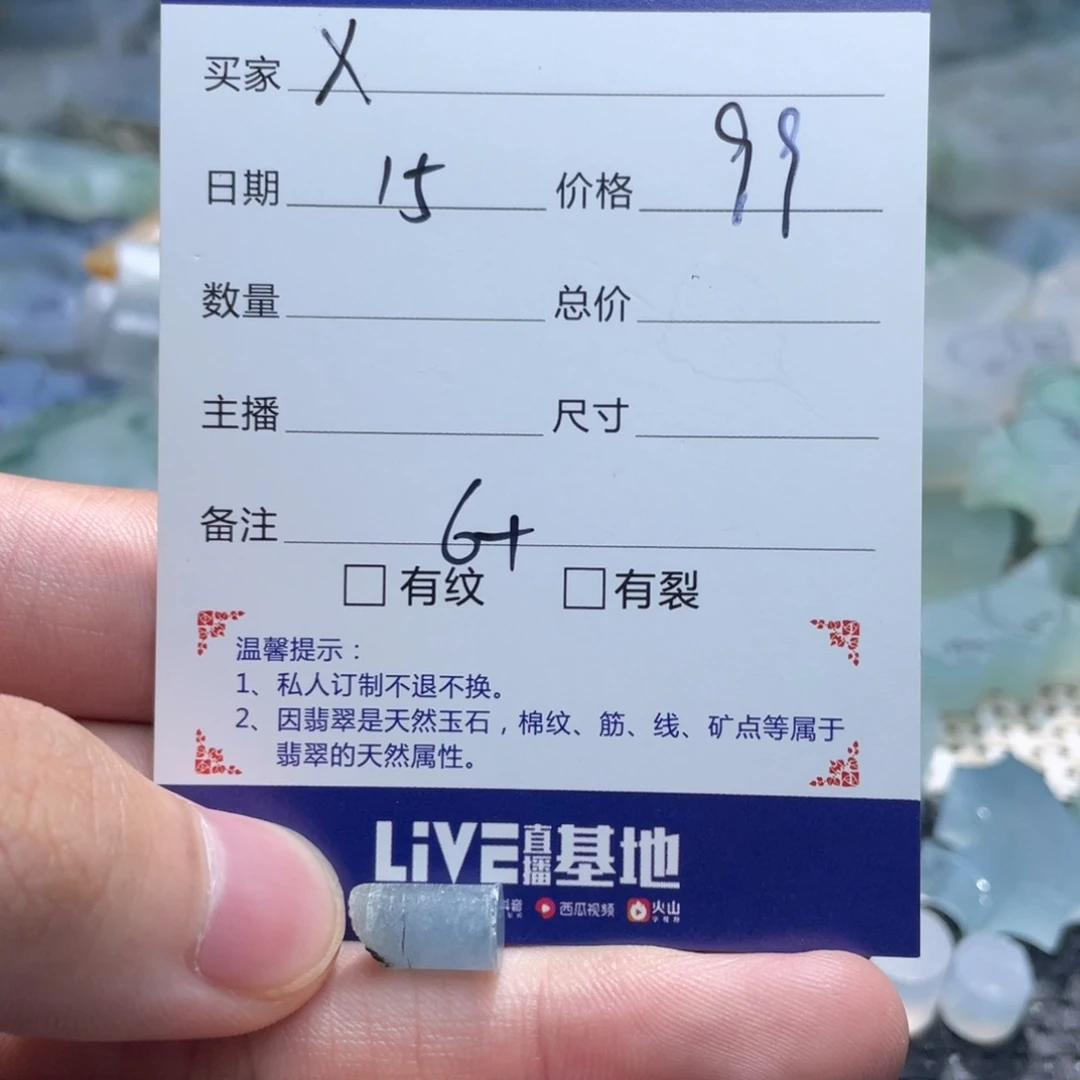 买家 X
日期 15 价格 99
数量 总价
主播 尺寸
备注 6+
□ 有纹 □ 有裂
温馨提示：
1、私人订制不退不换。
2、因翡翠是天然玉石，棉纹、筋、线、矿点等属于
翡翠的天然属性。
LiVE直播基地
抖音 西瓜视频 火山